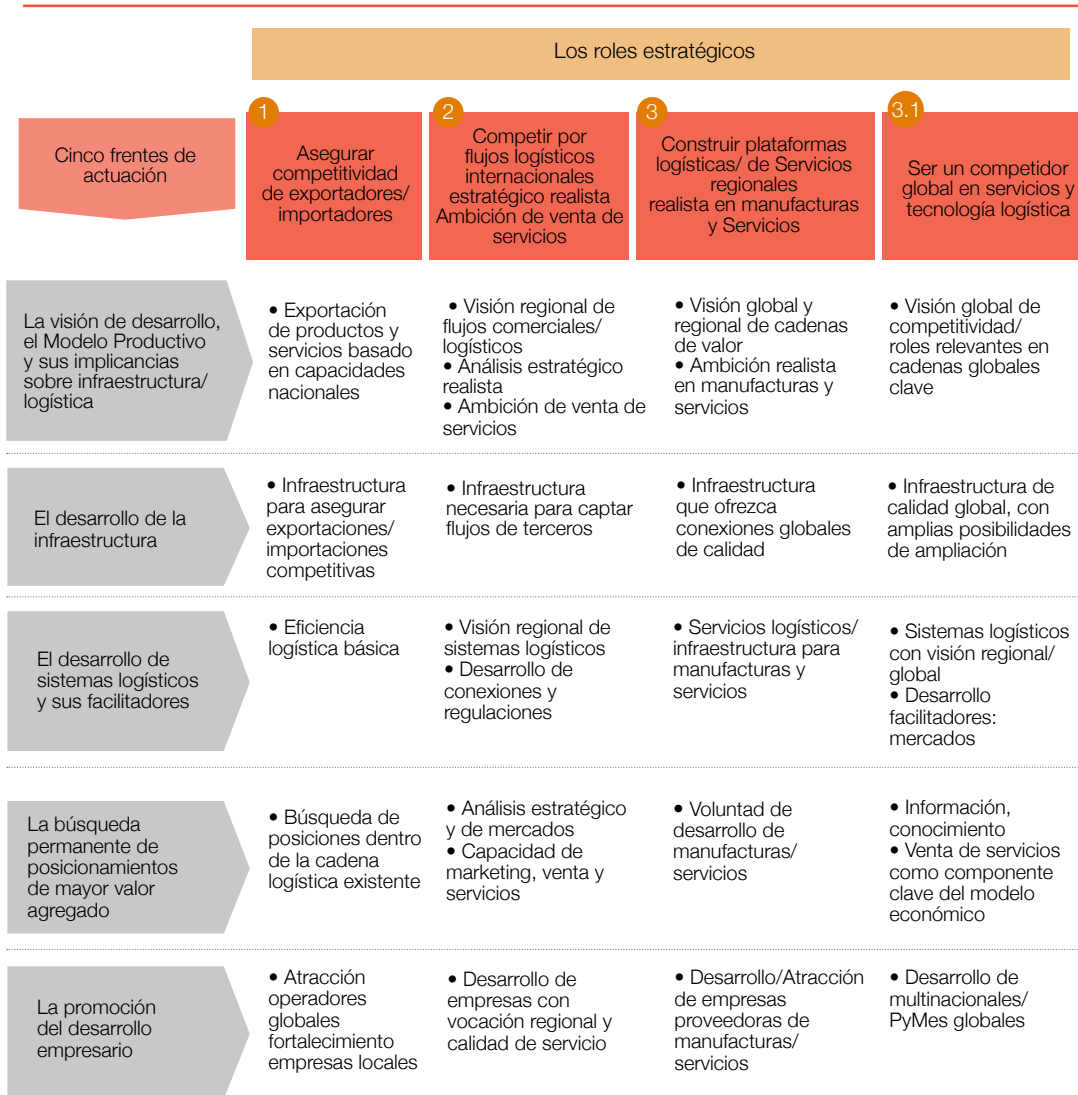 Los roles estratégicos
Cinco frentes de
actuación
1
Asegurar
competitividad
de exportadores/
importadores
2
Competir por
flujos logísticos
internacionales
estratégico realista
Ambición de venta de
servicios
3
Construir plataformas
logísticas/ de Servicios
regionales
realista en manufacturas
y Servicios
3.1
Ser un competidor
global en servicios y
tecnología logística
La visión de desarrollo,
el Modelo Productivo
y sus implicancias
sobre infraestructura/
logística
• Exportación
de productos y
servicios basado
en capacidades
nacionales
• Visión regional de
flujos comerciales/
logísticos
• Análisis estratégico
realista
• Ambición de venta de
servicios
• Visión global y
regional de cadenas
de valor
• Ambición realista
en manufacturas y
servicios
• Visión global de
competitividad/
roles relevantes en
cadenas globales
clave
El desarrollo de la
infraestructura
• Infraestructura
para asegurar
exportaciones/
importaciones
competitivas
• Infraestructura
necesaria para captar
flujos de terceros
• Infraestructura
que ofrezca
conexiones globales
de calidad
• Infraestructura de
calidad global, con
amplias posibilidades
de ampliación
El desarrollo de
sistemas logísticos
y sus facilitadores
• Eficiencia
logística básica
• Visión regional de
sistemas logísticos
• Desarrollo de
conexiones y
regulaciones
• Servicios logísticos/
infraestructura para
manufacturas y
servicios
• Sistemas logísticos
con visión regional/
global
• Desarrollo
facilitadores:
mercados
La búsqueda
permanente de
posicionamientos
de mayor valor
agregado
• Búsqueda de
posiciones dentro
de la cadena
logística existente
• Análisis estratégico
y de mercados
• Capacidad de
marketing, venta y
servicios
• Voluntad de
desarrollo de
manufacturas/
servicios
• Información,
conocimiento
• Venta de servicios
como componente
clave del modelo
económico
La promoción
del desarrollo
empresario
• Atracción
operadores
globales
fortalecimiento
empresas locales
• Desarrollo de
empresas con
vocación regional y
calidad de servicio
• Desarrollo/Atracción
de empresas
proveedoras de
manufacturas/
servicios
• Desarrollo de
multinacionales/
PyMes globales